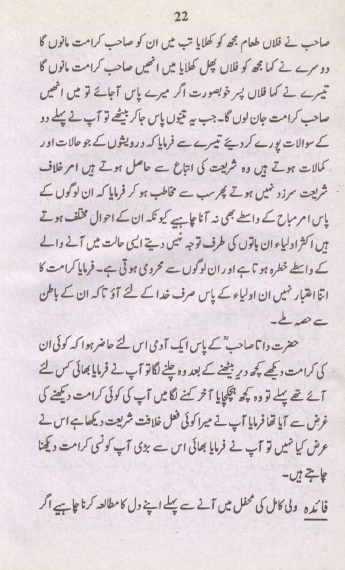 22
صاحب نے فلاں طعام مجھ کو کھلایا تب میں ان کو صاحب کرامت مانوں گا
دوسرے نے کہا مجھ کو فلاں پھل کھلایا میں انھیں صاحب کرامت مانوں گا
تیسرے نے کہا فلاں پسر خوبصورت اگر میرے پاس آجائے تو میں انھیں
صاحب کرامت جان لوں گا۔ جب یہ تینوں پاس جا کر بیٹھے تو آپ نے پہلے دو
کے سوالات پورے کر دیئے تیسرے سے فرمایا کہ درویشوں کے جو حالات اور
کمالات ہوتے ہیں وہ شریعت کی اتباع سے حاصل ہوتے ہیں امر خلاف
شریعت سرزد نہیں ہوتے پھر سب سے مخاطب ہو کر فرمایا کہ ان لوگوں کے
پاس امر مباح کے واسطے بھی نہ آنا چاہیے کیونکہ ان کے احوال مختلف ہوتے
ہیں اکثر اولیاء ان باتوں کی طرف توجہ نہیں دیتے ایسی حالت میں آنے والے
کے واسطے خطرہ ہوتا ہے اور ان لوگوں سے محرومی ہوتی ہے۔ فرمایا کرامت کا
اتنا اعتبار نہیں ان اولیاء کے پاس صرف خدا کے لئے آؤ تاکہ ان کے باطن
سے حصہ ملے۔
حضرت داتا صاحبؒ کے پاس ایک آدمی اس لئے حاضر ہوا کہ کوئی ان
کی کرامت دیکھے کچھ دیر بیٹھنے کے بعد وہ چلنے لگا تو آپ نے فرمایا بھائی کس لئے
آئے تھے پہلے تو وہ کچھ ہچکچایا آخر کہنے لگا میں آپ کی کوئی کرامت دیکھنے کی
غرض سے آیا تھا فرمایا آپ نے میرا کوئی فعل خلافت شریعت دیکھا ہے اس نے
عرض کیا نہیں تو آپ نے فرمایا بھائی اس سے بڑی آپ کونسی کرامت دیکھنا
چاہتے ہیں۔
فائدہ ولی کامل کی محفل میں آنے سے پہلے اپنے دل کا مطالعہ کرنا چاہیے اگر